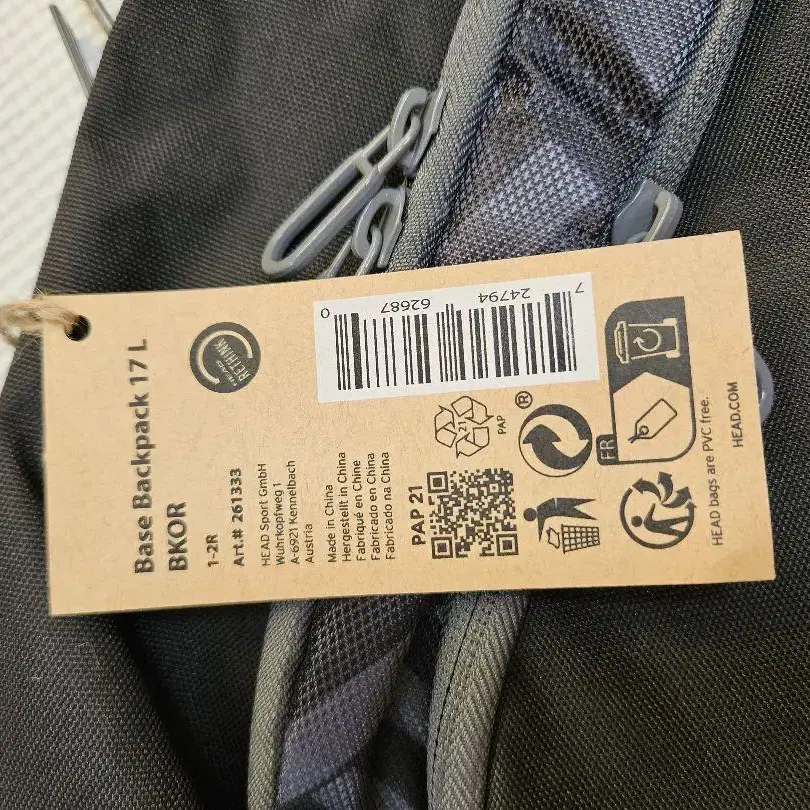 Base Backpack 17 L
BKOR
1-2R
Art.# 261333
HEAD Sport GmbH
Wuhrkopfweg 1
A-6921 Kennelbach
Austria
Made in China
Hergestellt in China
Fabriqué en Chine
Fabricado en China
Fabricado na China
PAP 21
HEAD
RETHINK
7 24794 62687 0
21
PAP
®
FR
HEAD bags are PVC free.
HEAD.COM